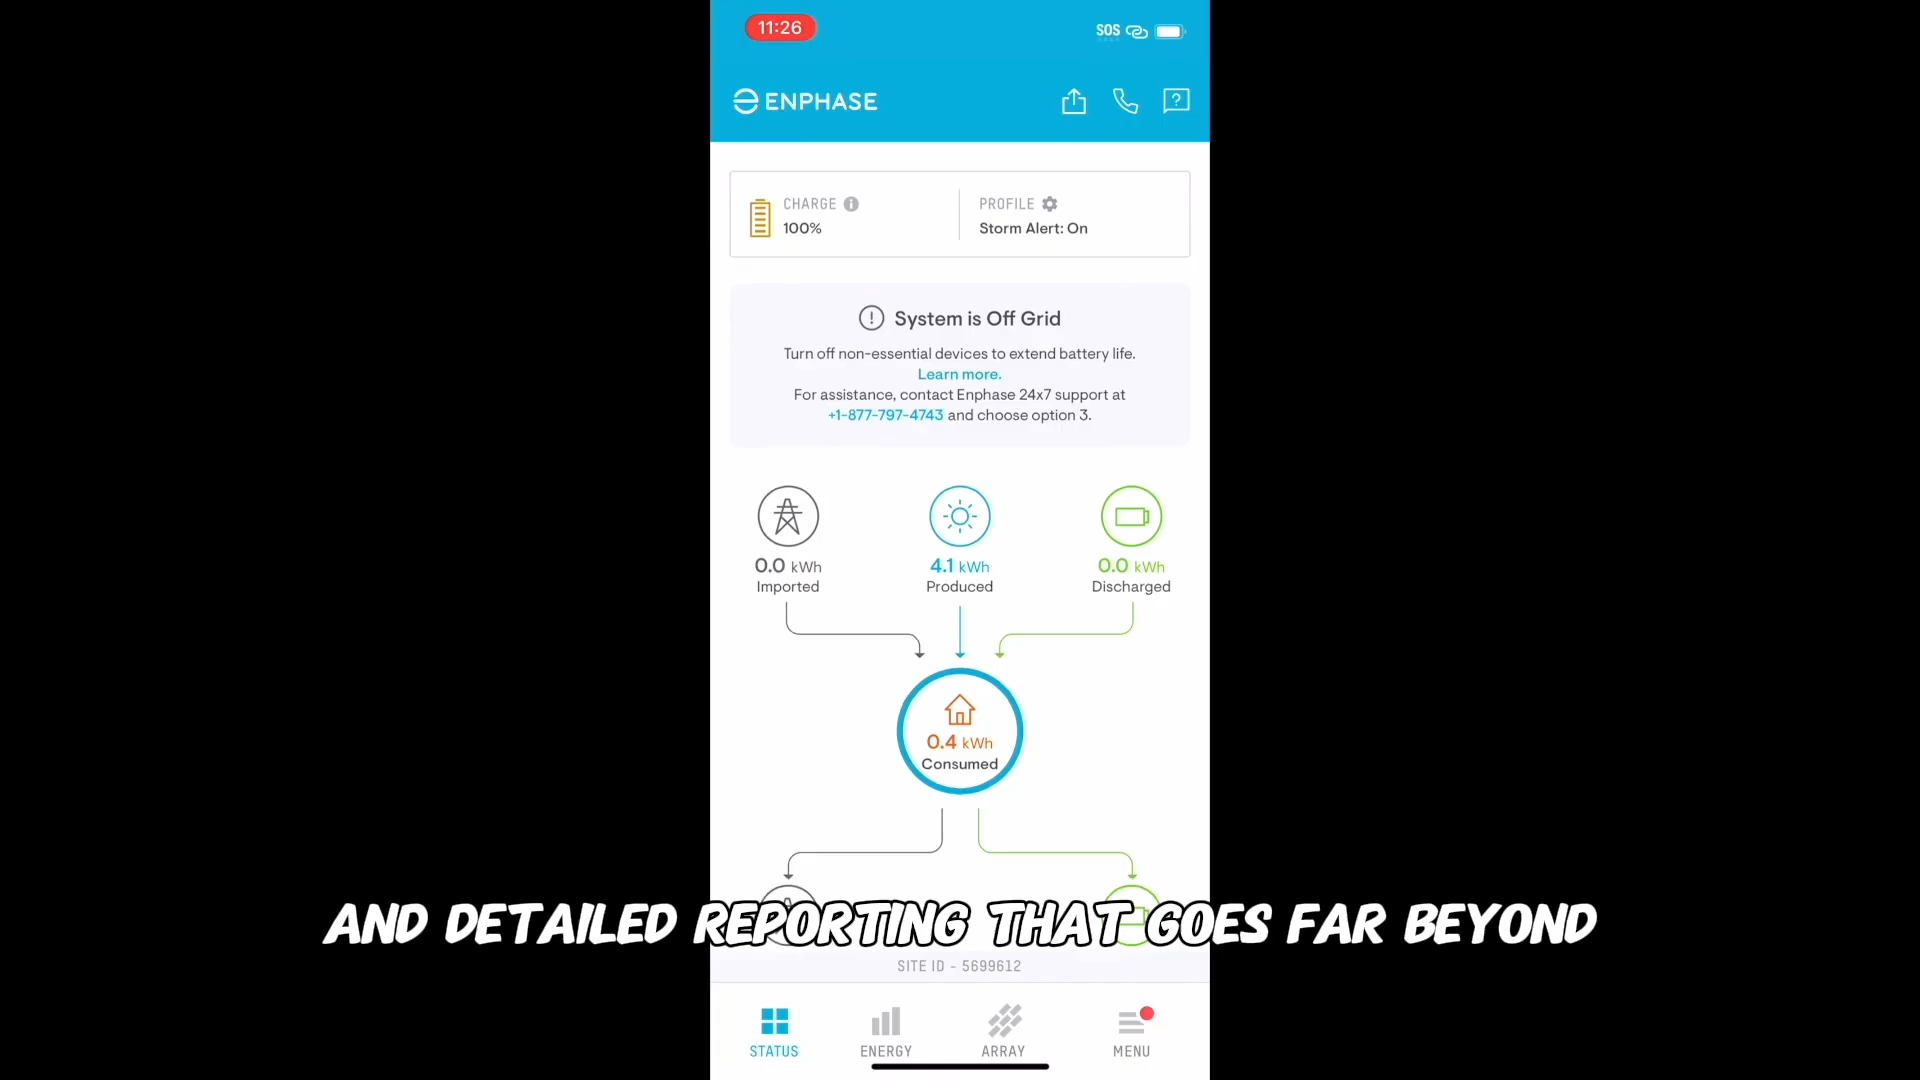 11:26
SOS
ENPHASE
CHARGE
100%
PROFILE
Storm Alert: On
System is Off Grid
Turn off non-essential devices to extend battery life.
Learn more.
For assistance, contact Enphase 24x7 support at
+1-877-797-4743 and choose option 3.
0.0 kWh
Imported
4.1 kWh
Produced
0.0 kWh
Discharged
0.4 kWh
Consumed
AND DETAILED REPORTING THAT GOES FAR BEYOND
SITE ID - 5699612
STATUS
ENERGY
ARRAY
MENU